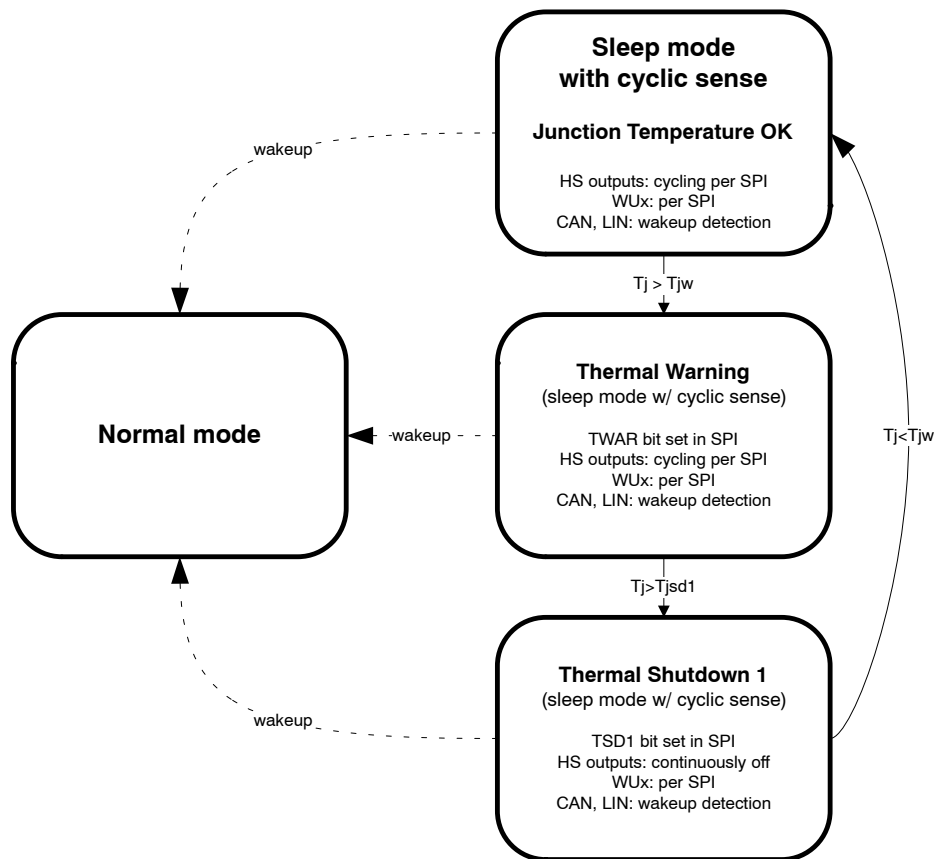 Sleep mode
with cyclic sense
Junction Temperature OK
HS outputs: cycling per SPI
WUx: per SPI
CAN, LIN: wakeup detection
wakeup
Tj > Tjw
Thermal Warning
(sleep mode w/ cyclic sense)
TWAR bit set in SPI
HS outputs: cycling per SPI
WUx: per SPI
CAN, LIN: wakeup detection
Normal mode
wakeup
Tj<Tjw
Tj>Tjsd1
Thermal Shutdown 1
(sleep mode w/ cyclic sense)
TSD1 bit set in SPI
HS outputs: continuously off
WUx: per SPI
CAN, LIN: wakeup detection
wakeup